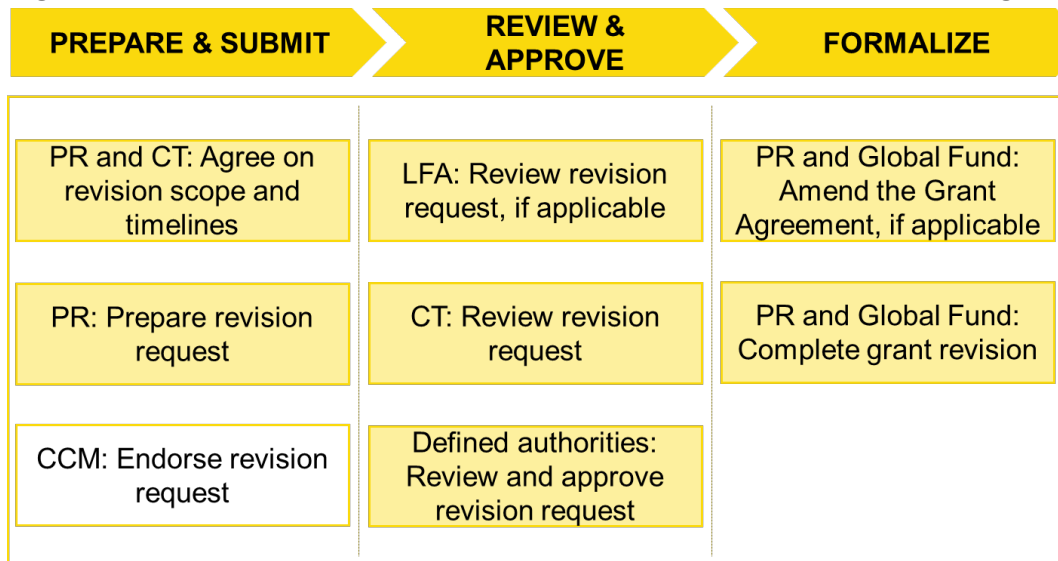 PREPARE & SUBMIT
REVIEW &
APPROVE
FORMALIZE
PR and CT: Agree on
revision scope and
timelines
PR: Prepare revision
request
CCM: Endorse revision
request
LFA: Review revision
request, if applicable
CT: Review revision
request
Defined authorities:
Review and approve
revision request
PR and Global Fund:
Amend the Grant
Agreement, if applicable
PR and Global Fund:
Complete grant revision